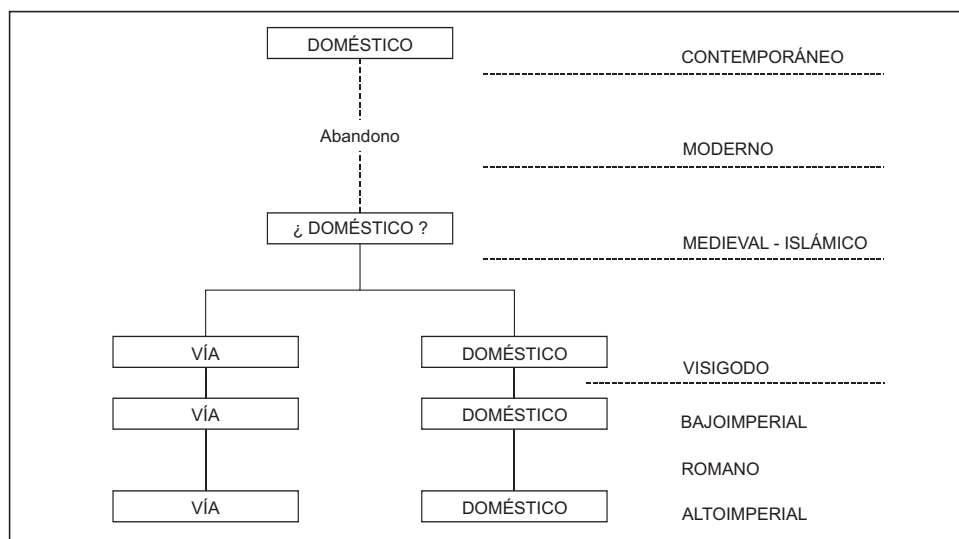 DOMÉSTICO
CONTEMPORÁNEO
Abandono
MODERNO
¿ DOMÉSTICO ?
MEDIEVAL - ISLÁMICO
VÍA
DOMÉSTICO
VISIGODO
VÍA
DOMÉSTICO
BAJOIMPERIAL
ROMANO
VÍA
DOMÉSTICO
ALTOIMPERIAL